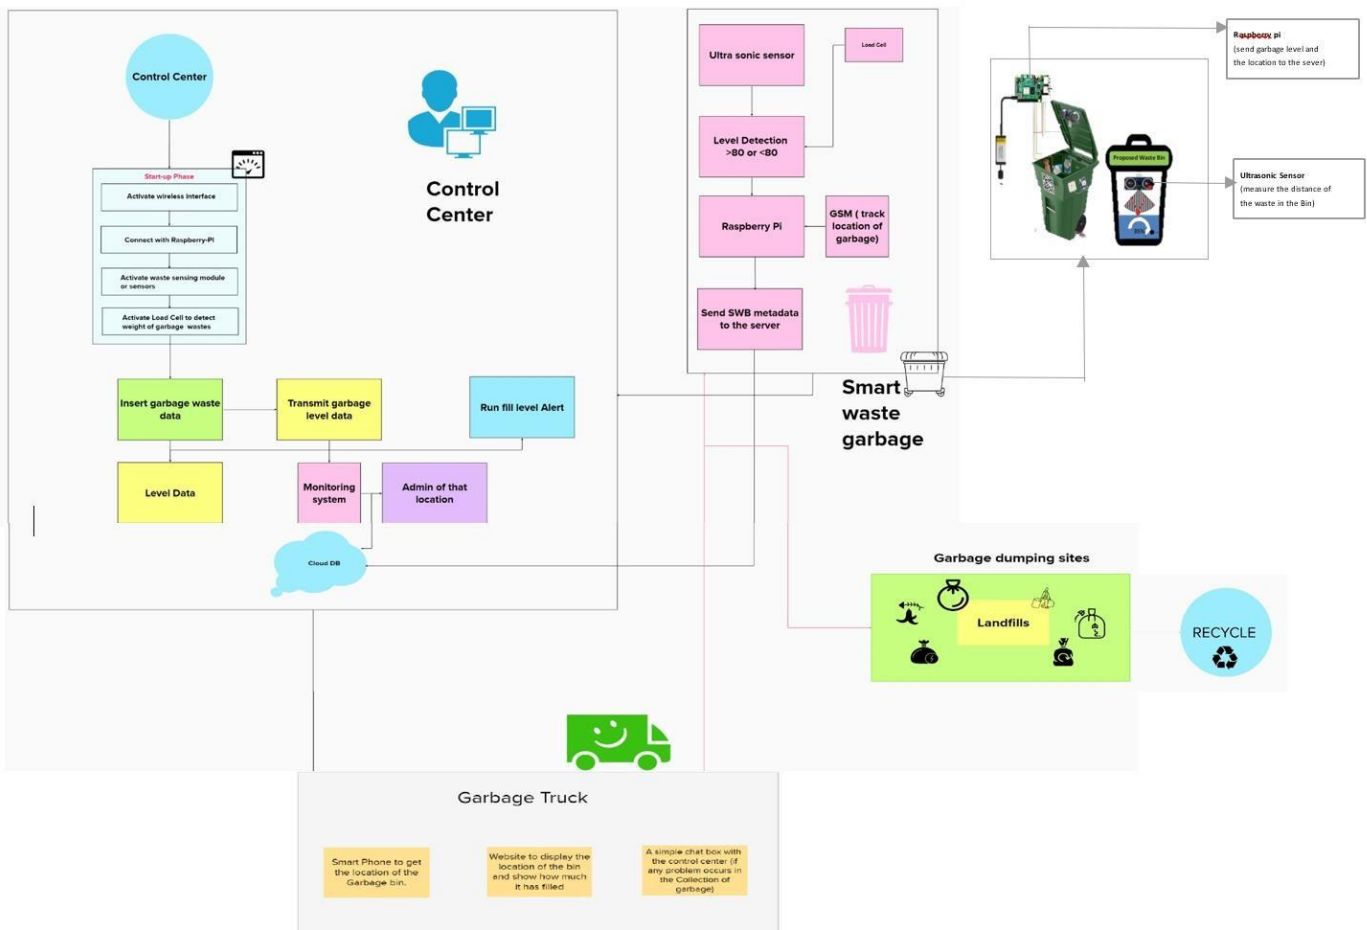 Control Center
Start-up Phase
Activate wireless interface
Connect with Raspberry-PI
Activate waste sensing module
or sensors
Activate Load Cell to detect
weight of garbage wastes
Control
Center
Insert garbage waste
data
Transmit garbage
level data
Run fill level Alert
Level Data
Monitoring
system
Admin of that
location
Cloud DB
Ultra sonic sensor
Load Cell
Level Detection
>80 or <80
Raspberry Pi
GSM ( track
location of
garbage)
Send SWB metadata
to the server
Smart
waste
garbage
Proposed Waste Bin
Raspberry pi
(send garbage level and
the location to the sever)
Ultrasonic Sensor
(measure the distance of
the waste in the Bin)
Garbage dumping sites
Landfills
RECYCLE
Garbage Truck
Smart Phone to get
the location of the
Garbage bin.
Website to display the
location of the bin
and show how much
it has filled
A simple chat box with
the control center (if
any problem occurs in
the Collection of
garbage)